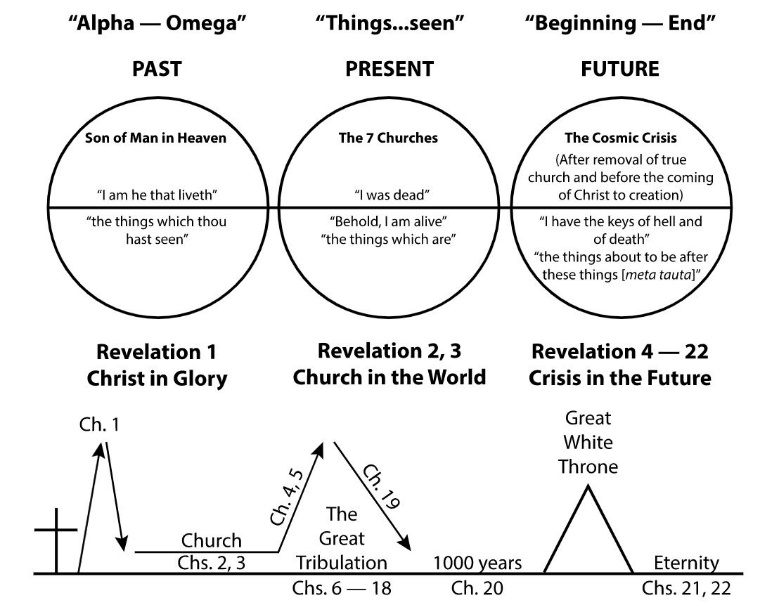 “Alpha — Omega”
PAST
Son of Man in Heaven
“I am he that liveth”
“the things which thou
hast seen”
Revelation 1
Christ in Glory
“Things...seen”
PRESENT
The 7 Churches
“I was dead”
“Behold, I am alive”
“the things which are”
Revelation 2, 3
Church in the World
“Beginning — End”
FUTURE
The Cosmic Crisis
(After removal of true
church and before the coming
of Christ to creation)
“I have the keys of hell and
of death”
“the things about to be after
these things [meta tauta]”
Revelation 4 — 22
Crisis in the Future
Ch. 1
Church
Chs. 2, 3
Ch. 4, 5
The
Great
Tribulation
Chs. 6 — 18
Ch. 19
1000 years
Ch. 20
Great
White
Throne
Eternity
Chs. 21, 22